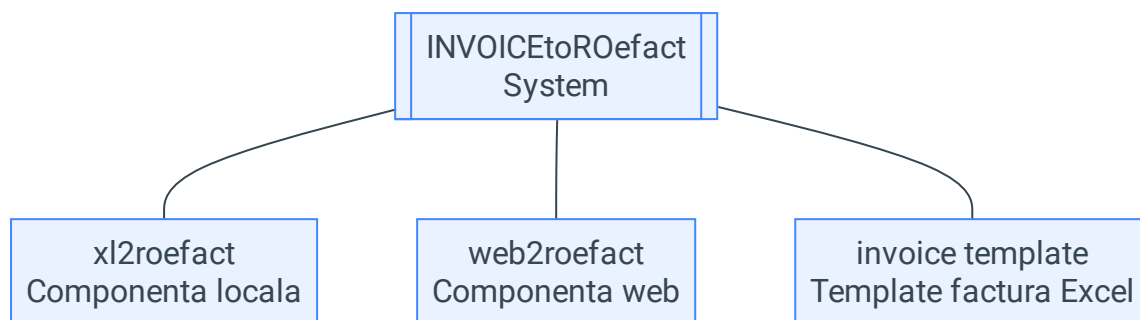 INVOICEtoROefact
System
xl2roefact
Componenta locala
web2roefact
Componenta web
invoice template
Template factura Excel